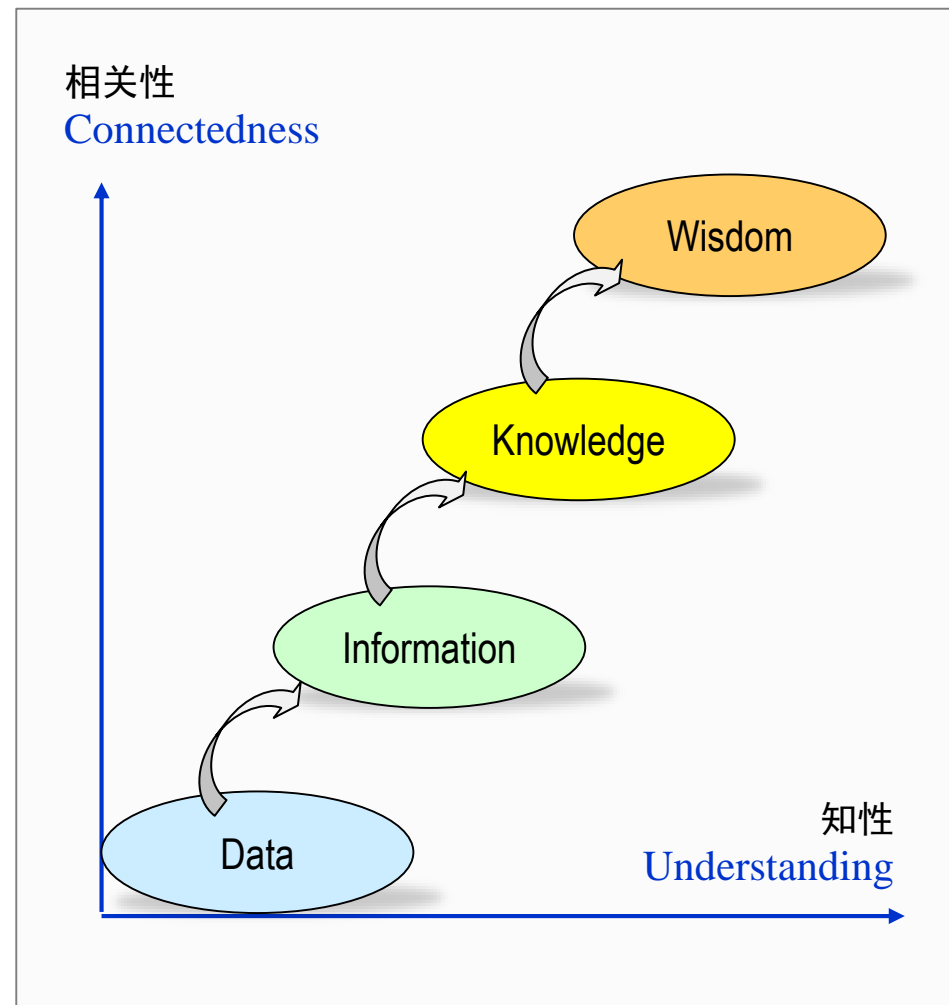 相关性
Connectedness
Wisdom
Knowledge
Information
Data
知性
Understanding